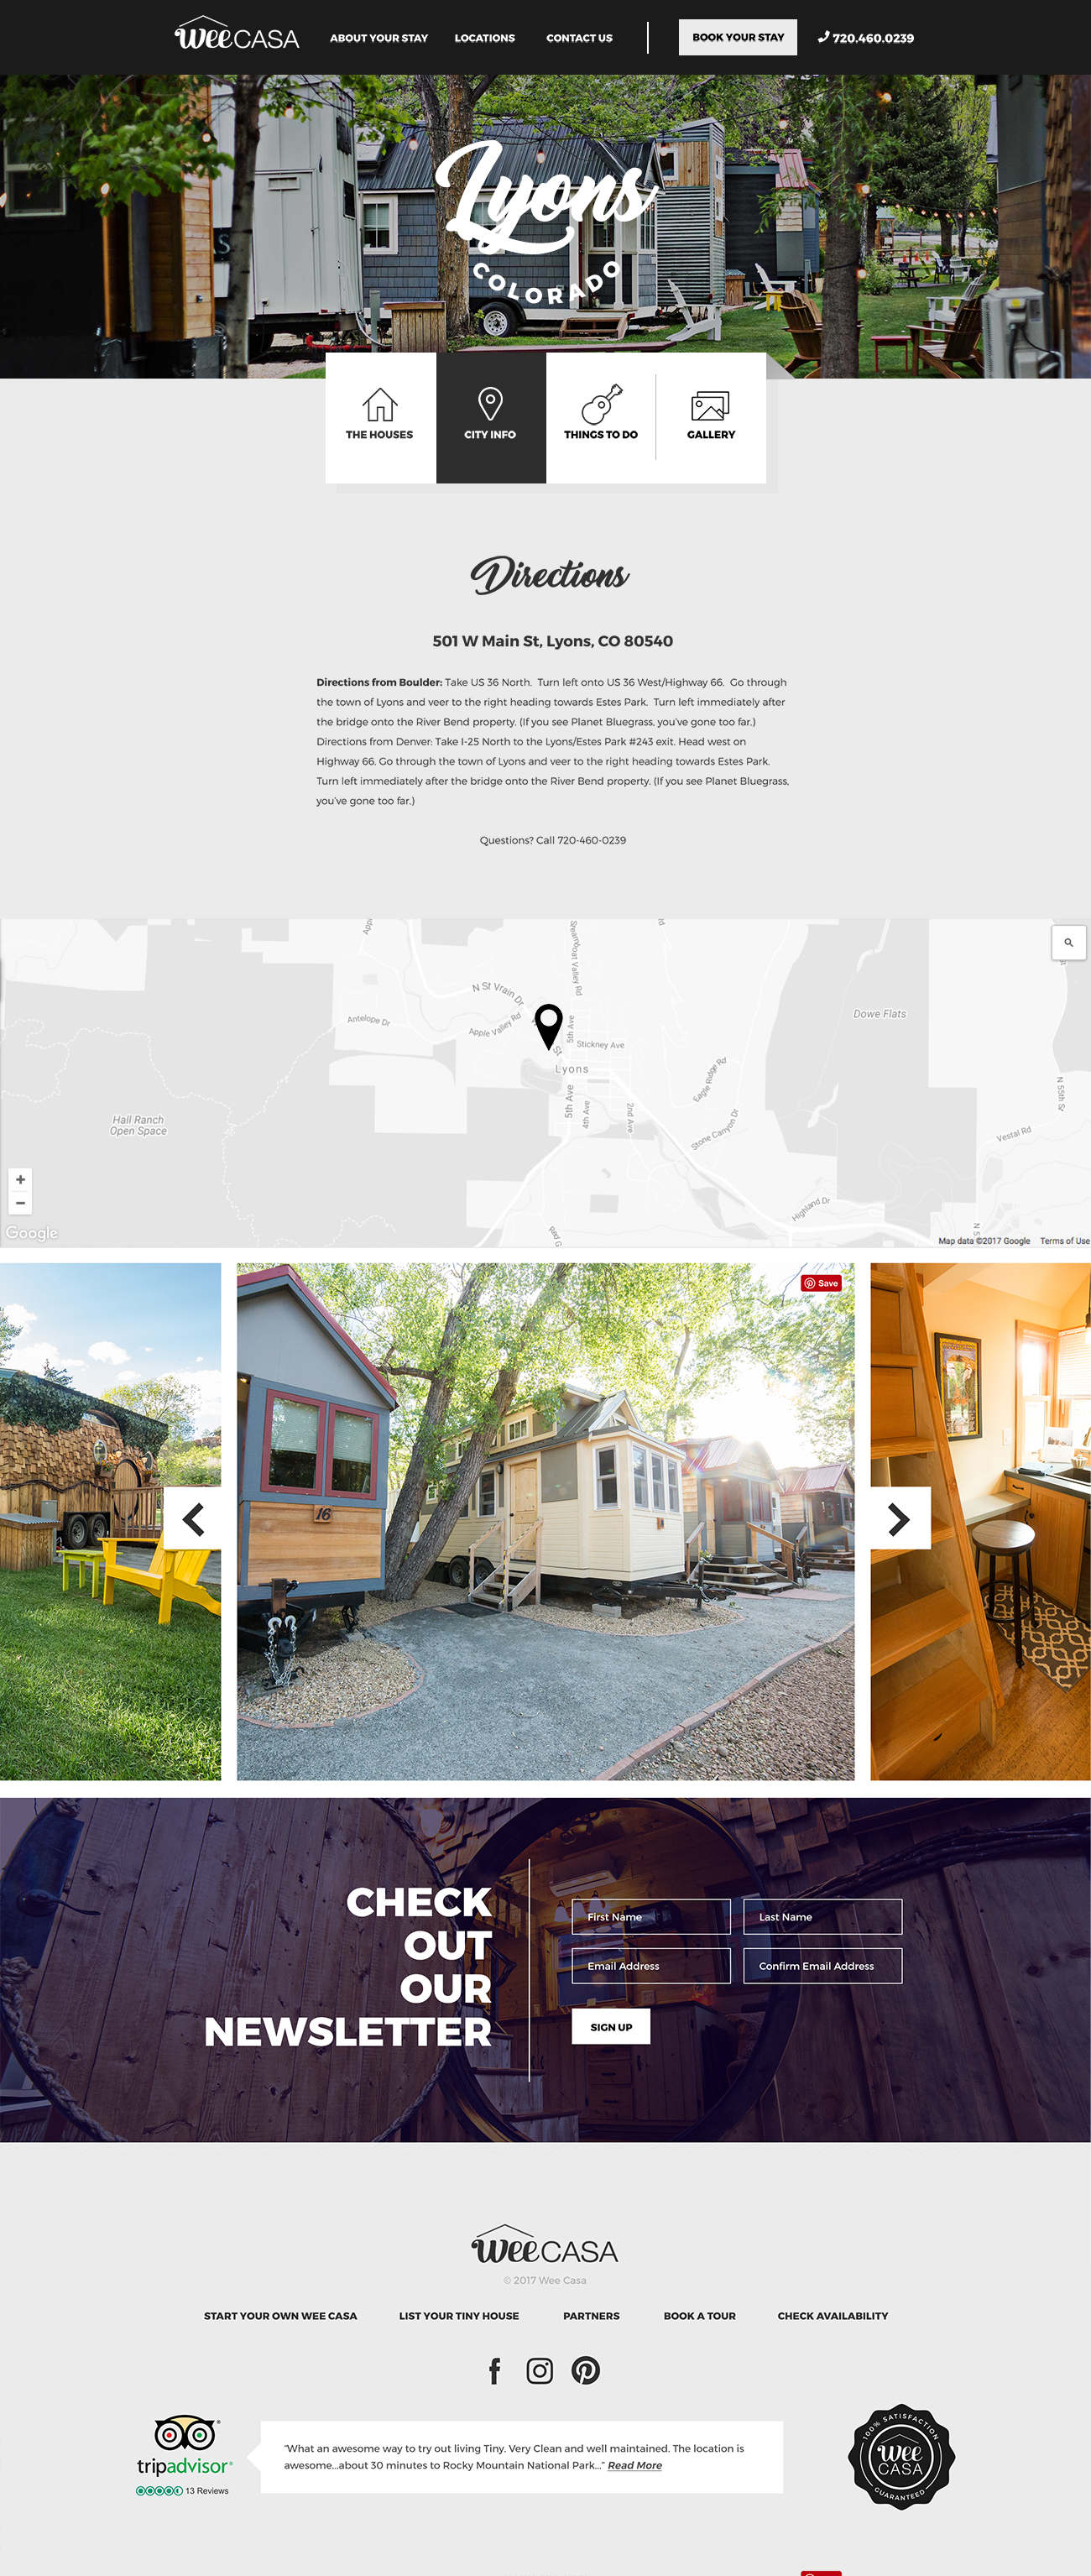 WeeCASA
ABOUT YOUR STAY
LOCATIONS
CONTACT US
BOOK YOUR STAY
720.460.0239
Lyons
COLORADO
THE HOUSES
CITY INFO
THINGS TO DO
GALLERY
Directions
501 W Main St, Lyons, CO 80540
Directions from Boulder: Take US 36 North. Turn left onto US 36 West/Highway 66. Go through
the town of Lyons and veer to the right heading towards Estes Park. Turn left immediately after
the bridge onto the River Bend property. (If you see Planet Bluegrass, you've gone too far.)
Directions from Denver: Take I-25 North to the Lyons/Estes Park #243 exit. Head west on
Highway 66. Go through the town of Lyons and veer to the right heading towards Estes Park.
Turn left immediately after the bridge onto the River Bend property. (If you see Planet Bluegrass,
you've gone too far.)
Questions? Call 720-460-0239
Steamboat Valley Rd
N St Vrain Dr
Antelope Dr
Apple Valley Rd
5th Ave
Stickney Ave
Dowe Flats
Lyons
Eagle Ridge Rd
N 55th St
5th Ave
4th Ave
2nd Ave
Hall Ranch
Open Space
Stone Canyon Dr
Vestal Rd
Highland Dr
Google
Map data ©2017 Google
Terms of Use
Save
16
CHECK
OUT
OUR
NEWSLETTER
First Name
Last Name
Email Address
Confirm Email Address
SIGN UP
WeeCASA
© 2017 Wee Casa
START YOUR OWN WEE CASA
LIST YOUR TINY HOUSE
PARTNERS
BOOK A TOUR
CHECK AVAILABILITY
tripadvisor®
13 Reviews
"What an awesome way to try out living Tiny. Very Clean and well maintained. The location is
awesome...about 30 minutes to Rocky Mountain National Park..." Read More
100% SATISFACTION
wee
CASA
GUARANTEED